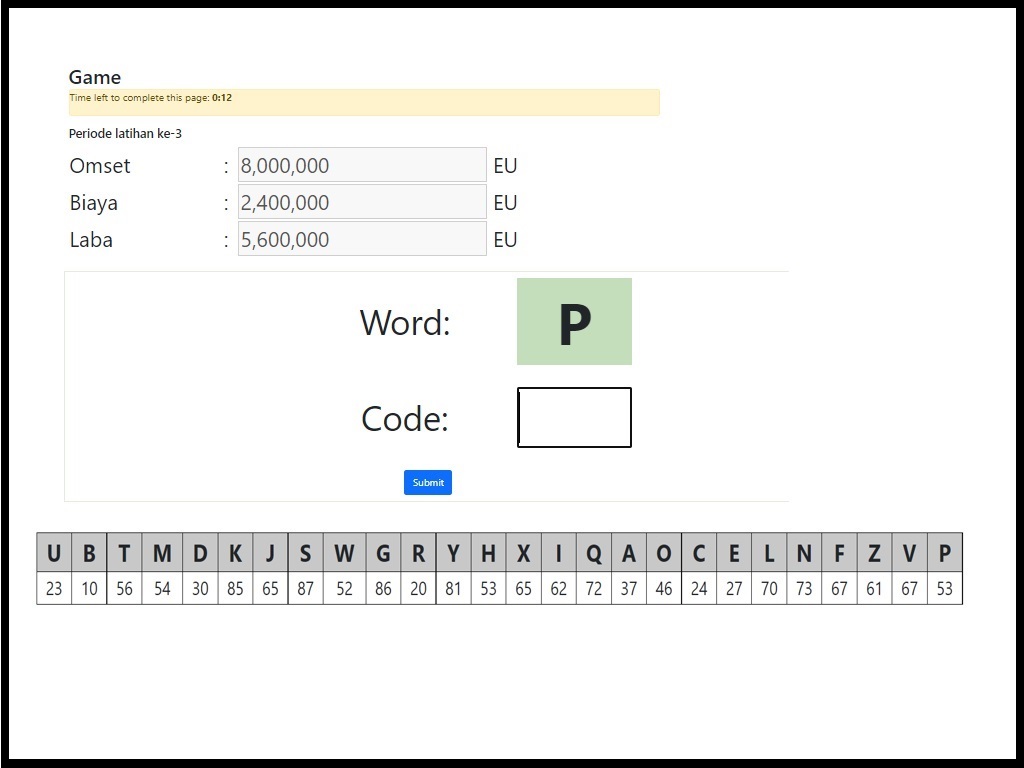 Game
Time left to complete this page: 0:12
Periode latihan ke-3
Omset : 8,000,000 EU
Biaya : 2,400,000 EU
Laba : 5,600,000 EU
Word: P
Code:
Submit
U B T M D K J S W G R Y H X I Q A O C E L N F Z V P
23 10 56 54 30 85 65 87 52 86 20 81 53 65 62 72 37 46 24 27 70 73 67 61 67 53